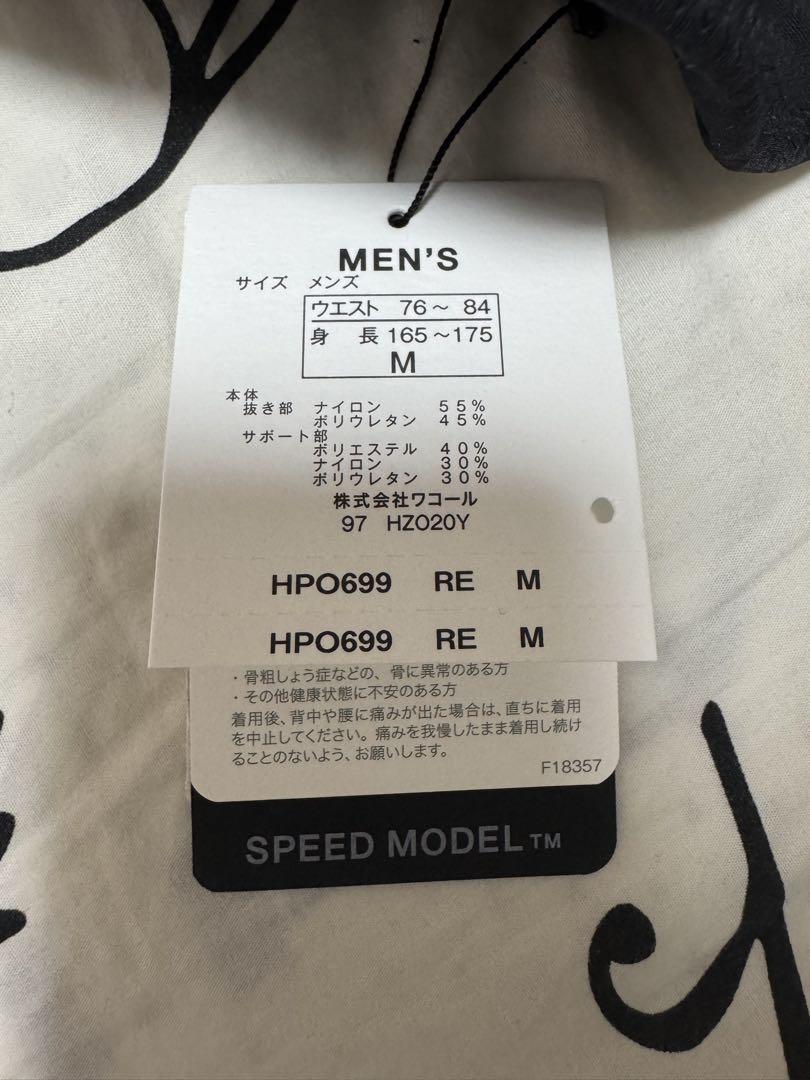 MEN'S
サイズ メンズ
ウエスト 76～ 84
身 長 165～175
M
本体
抜き部 ナイロン 55%
ポリウレタン 45%
サポート部
ポリエステル 40%
ナイロン 30%
ポリウレタン 30%
株式会社ワコール
97 HZO20Y
HPO699 RE M
HPO699 RE M
・骨粗しょう症などの、骨に異常のある方
・その他健康状態に不安のある方
着用後、背中や腰に痛みが出た場合は、直ちに着用
を中止してください。痛みを我慢したまま着用し続け
ることのないよう、お願いします。
F18357
SPEED MODEL™